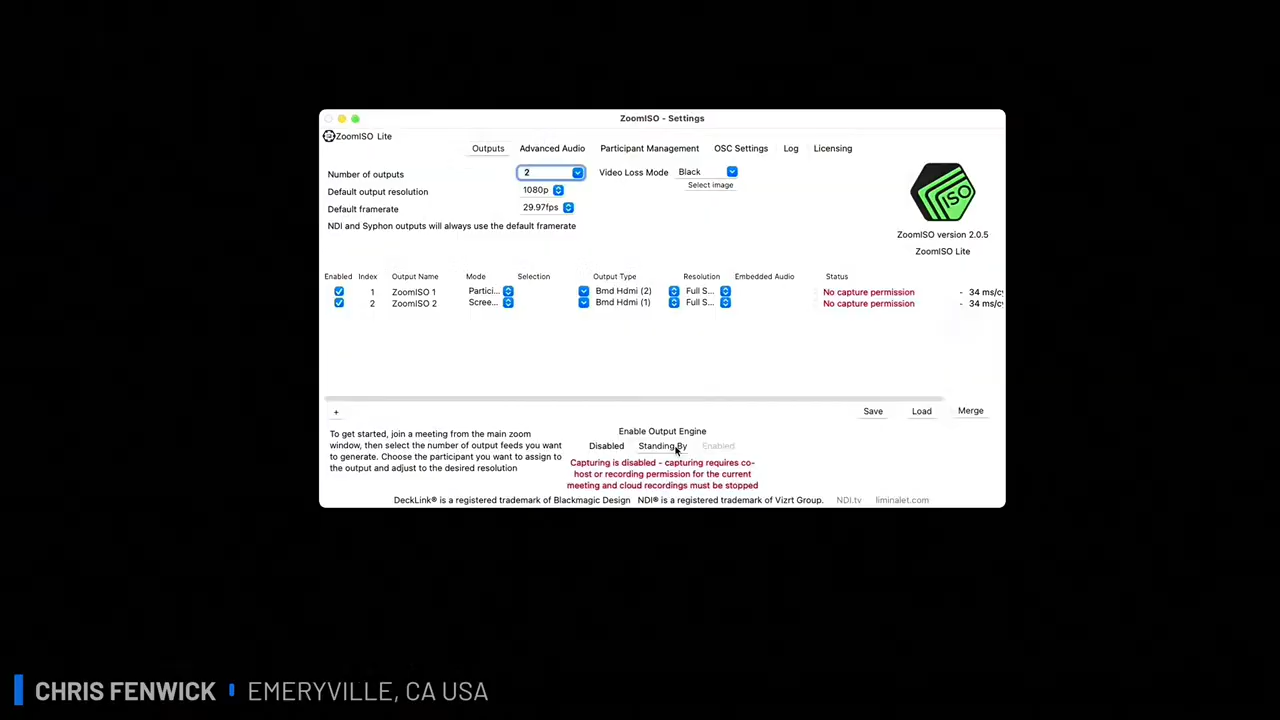 ZoomISO - Settings
ZoomISO Lite
Outputs Advanced Audio Participant Management OSC Settings Log Licensing
Number of outputs 2 Video Loss Mode Black
Select image
Default output resolution 1080p
Default framerate 29.97fps
NDI and Syphon outputs will always use the default framerate
ISO
ZoomISO version 2.0.5
ZoomISO Lite
Enabled Index Output Name Mode Selection Output Type Resolution Embedded Audio Status
1 ZoomISO 1 Partici... Bmd Hdmi (2) Full S... No capture permission - 34 ms/cy
2 ZoomISO 2 Scree... Bmd Hdmi (1) Full S... No capture permission - 34 ms/cy
+ Save Load Merge
To get started, join a meeting from the main zoom
window, then select the number of output feeds you want
to generate. Choose the participant you want to assign to
the output and adjust to the desired resolution
Enable Output Engine
Disabled Standing By Enabled
Capturing is disabled - capturing requires co-
host or recording permission for the current
meeting and cloud recordings must be stopped
DeckLink® is a registered trademark of Blackmagic Design NDI® is a registered trademark of Vizrt Group. NDI.tv liminalet.com
CHRIS FENWICK EMERYVILLE, CA USA